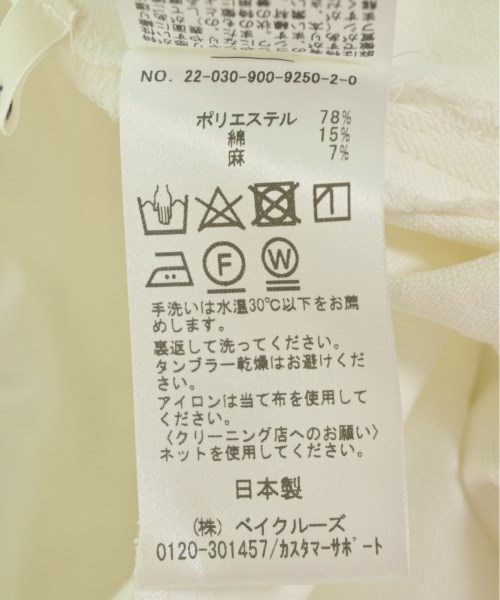 NO. 22-030-900-9250-2-0
ポリエステル 78%
綿 15%
麻 7%
F W
手洗いは水温30℃以下をお薦
めします。
裏返して洗ってください。
タンブラー乾燥はお避けくだ
さい。
アイロンは当て布を使用して
ください。
〈クリーニング店へのお願い〉
ネットを使用してください。
日本製
(株) ベイクルーズ
0120-301457/ｶｽﾀﾏｰｻﾎﾟｰﾄ